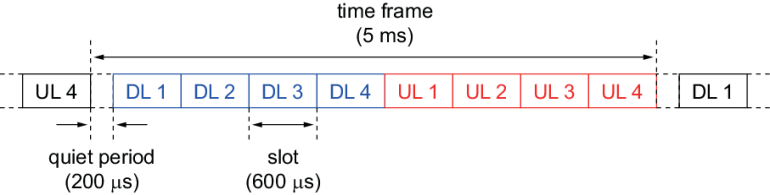 time frame
(5 ms)
UL 4 DL 1 DL 2 DL 3 DL 4 UL 1 UL 2 UL 3 UL 4 DL 1
quiet period slot
(200 μs) (600 μs)